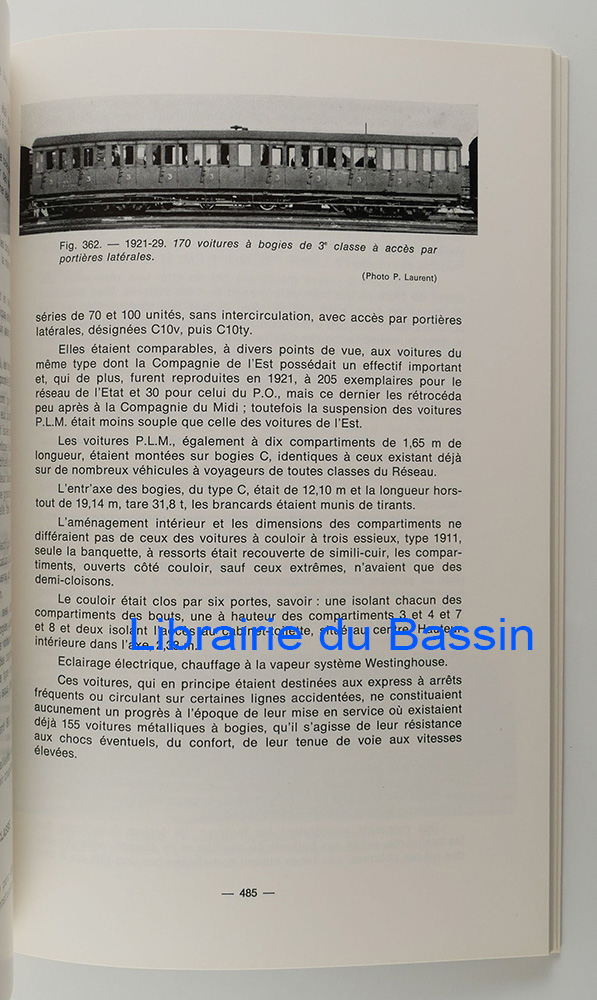 Fig. 362. — 1921-29. 170 voitures à bogies de 3e classe à accès par
portières latérales.
(Photo P. Laurent)
séries de 70 et 100 unités, sans intercirculation, avec accès par portières
latérales, désignées C10v, puis C10ty.
Elles étaient comparables, à divers points de vue, aux voitures du
même type dont la Compagnie de l'Est possédait un effectif important
et, qui de plus, furent reproduites en 1921, à 205 exemplaires pour le
réseau de l'Etat et 30 pour celui du P.O., mais ce dernier les rétrocéda
peu après à la Compagnie du Midi ; toutefois la suspension des voitures
P.L.M. était moins souple que celle des voitures de l'Est.
Les voitures P.L.M., également à dix compartiments de 1,65 m de
longueur, étaient montées sur bogies C, identiques à ceux existant déjà
sur de nombreux véhicules à voyageurs de toutes classes du Réseau.
L'entr'axe des bogies, du type C, était de 12,10 m et la longueur hors-
tout de 19,14 m, tare 31,8 t, les brancards étaient munis de tirants.
L'aménagement intérieur et les dimensions des compartiments ne
différaient pas de ceux des voitures à couloir à trois essieux, type 1911,
seule la banquette, à ressorts était recouverte de simili-cuir, les compar-
timents, ouverts côté couloir, sauf ceux extrêmes, n'avaient que des
demi-cloisons.
Le couloir était clos par six portes, savoir : une isolant chacun des
compartiments des bouts, une à hauteur des compartiments 3 et 4 et 7
et 8 et deux isolant l'accès au cabinet-toilette, situé au centre. Hauteur
intérieure dans l'axe, 2,38 m.
Librairie du Bassin
Eclairage électrique, chauffage à la vapeur système Westinghouse.
Ces voitures, qui en principe étaient destinées aux express à arrêts
fréquents ou circulant sur certaines lignes accidentées, ne constituaient
aucunement un progrès à l'époque de leur mise en service où existaient
déjà 155 voitures métalliques à bogies, qu'il s'agisse de leur résistance
aux chocs éventuels, du confort, de leur tenue de voie aux vitesses
élevées.
— 485 —